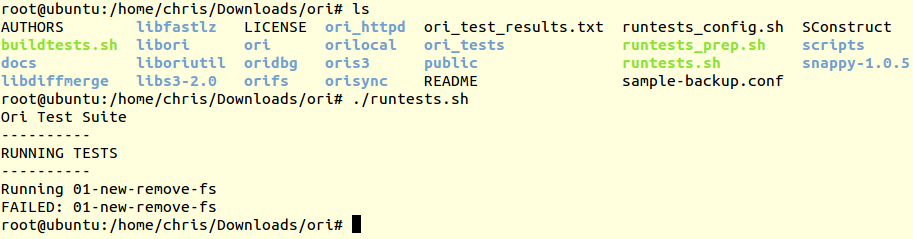 root@ubuntu:/home/chris/Downloads/ori# ls
AUTHORS libfastlz LICENSE ori_httpd ori_test_results.txt runtests_config.sh SConstruct
buildtests.sh libori ori orilocal ori_tests runtests_prep.sh scripts
docs liboriutil oridbg oris3 public runtests.sh snappy-1.0.5
libdiffmerge libs3-2.0 orifs orisync README sample-backup.conf
root@ubuntu:/home/chris/Downloads/ori# ./runtests.sh
Ori Test Suite
----------
RUNNING TESTS
----------
Running 01-new-remove-fs
FAILED: 01-new-remove-fs
root@ubuntu:/home/chris/Downloads/ori#